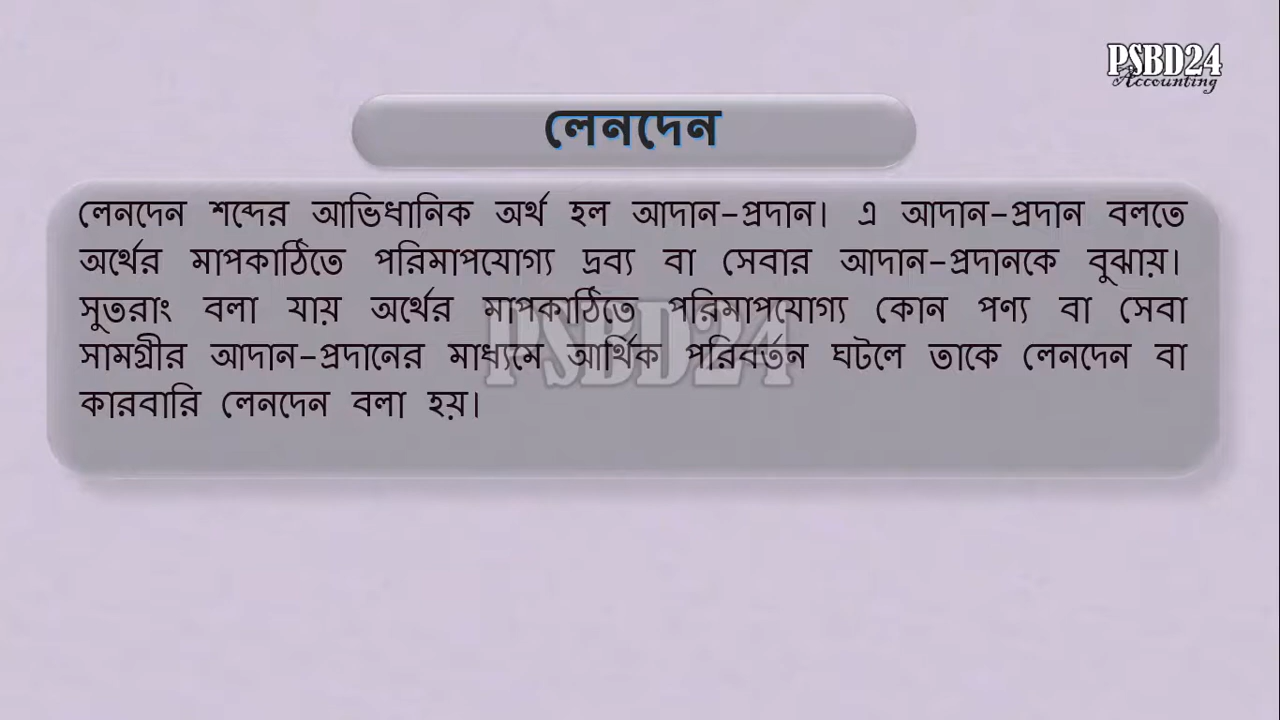 PSBD24
Accounting
লেনদেন
লেনদেন শব্দের আভিধানিক অর্থ হল আদান-প্রদান। এ আদান-প্রদান বলতে
অর্থের মাপকাঠিতে পরিমাপযোগ্য দ্রব্য বা সেবার আদান-প্রদানকে বুঝায়।
সুতরাং বলা যায় অর্থের মাপকাঠিতে পরিমাপযোগ্য কোন পণ্য বা সেবা
সামগ্রীর আদান-প্রদানের মাধ্যমে আর্থিক পরিবর্তন ঘটলে তাকে লেনদেন বা
কারবারি লেনদেন বলা হয়।
PSBD24